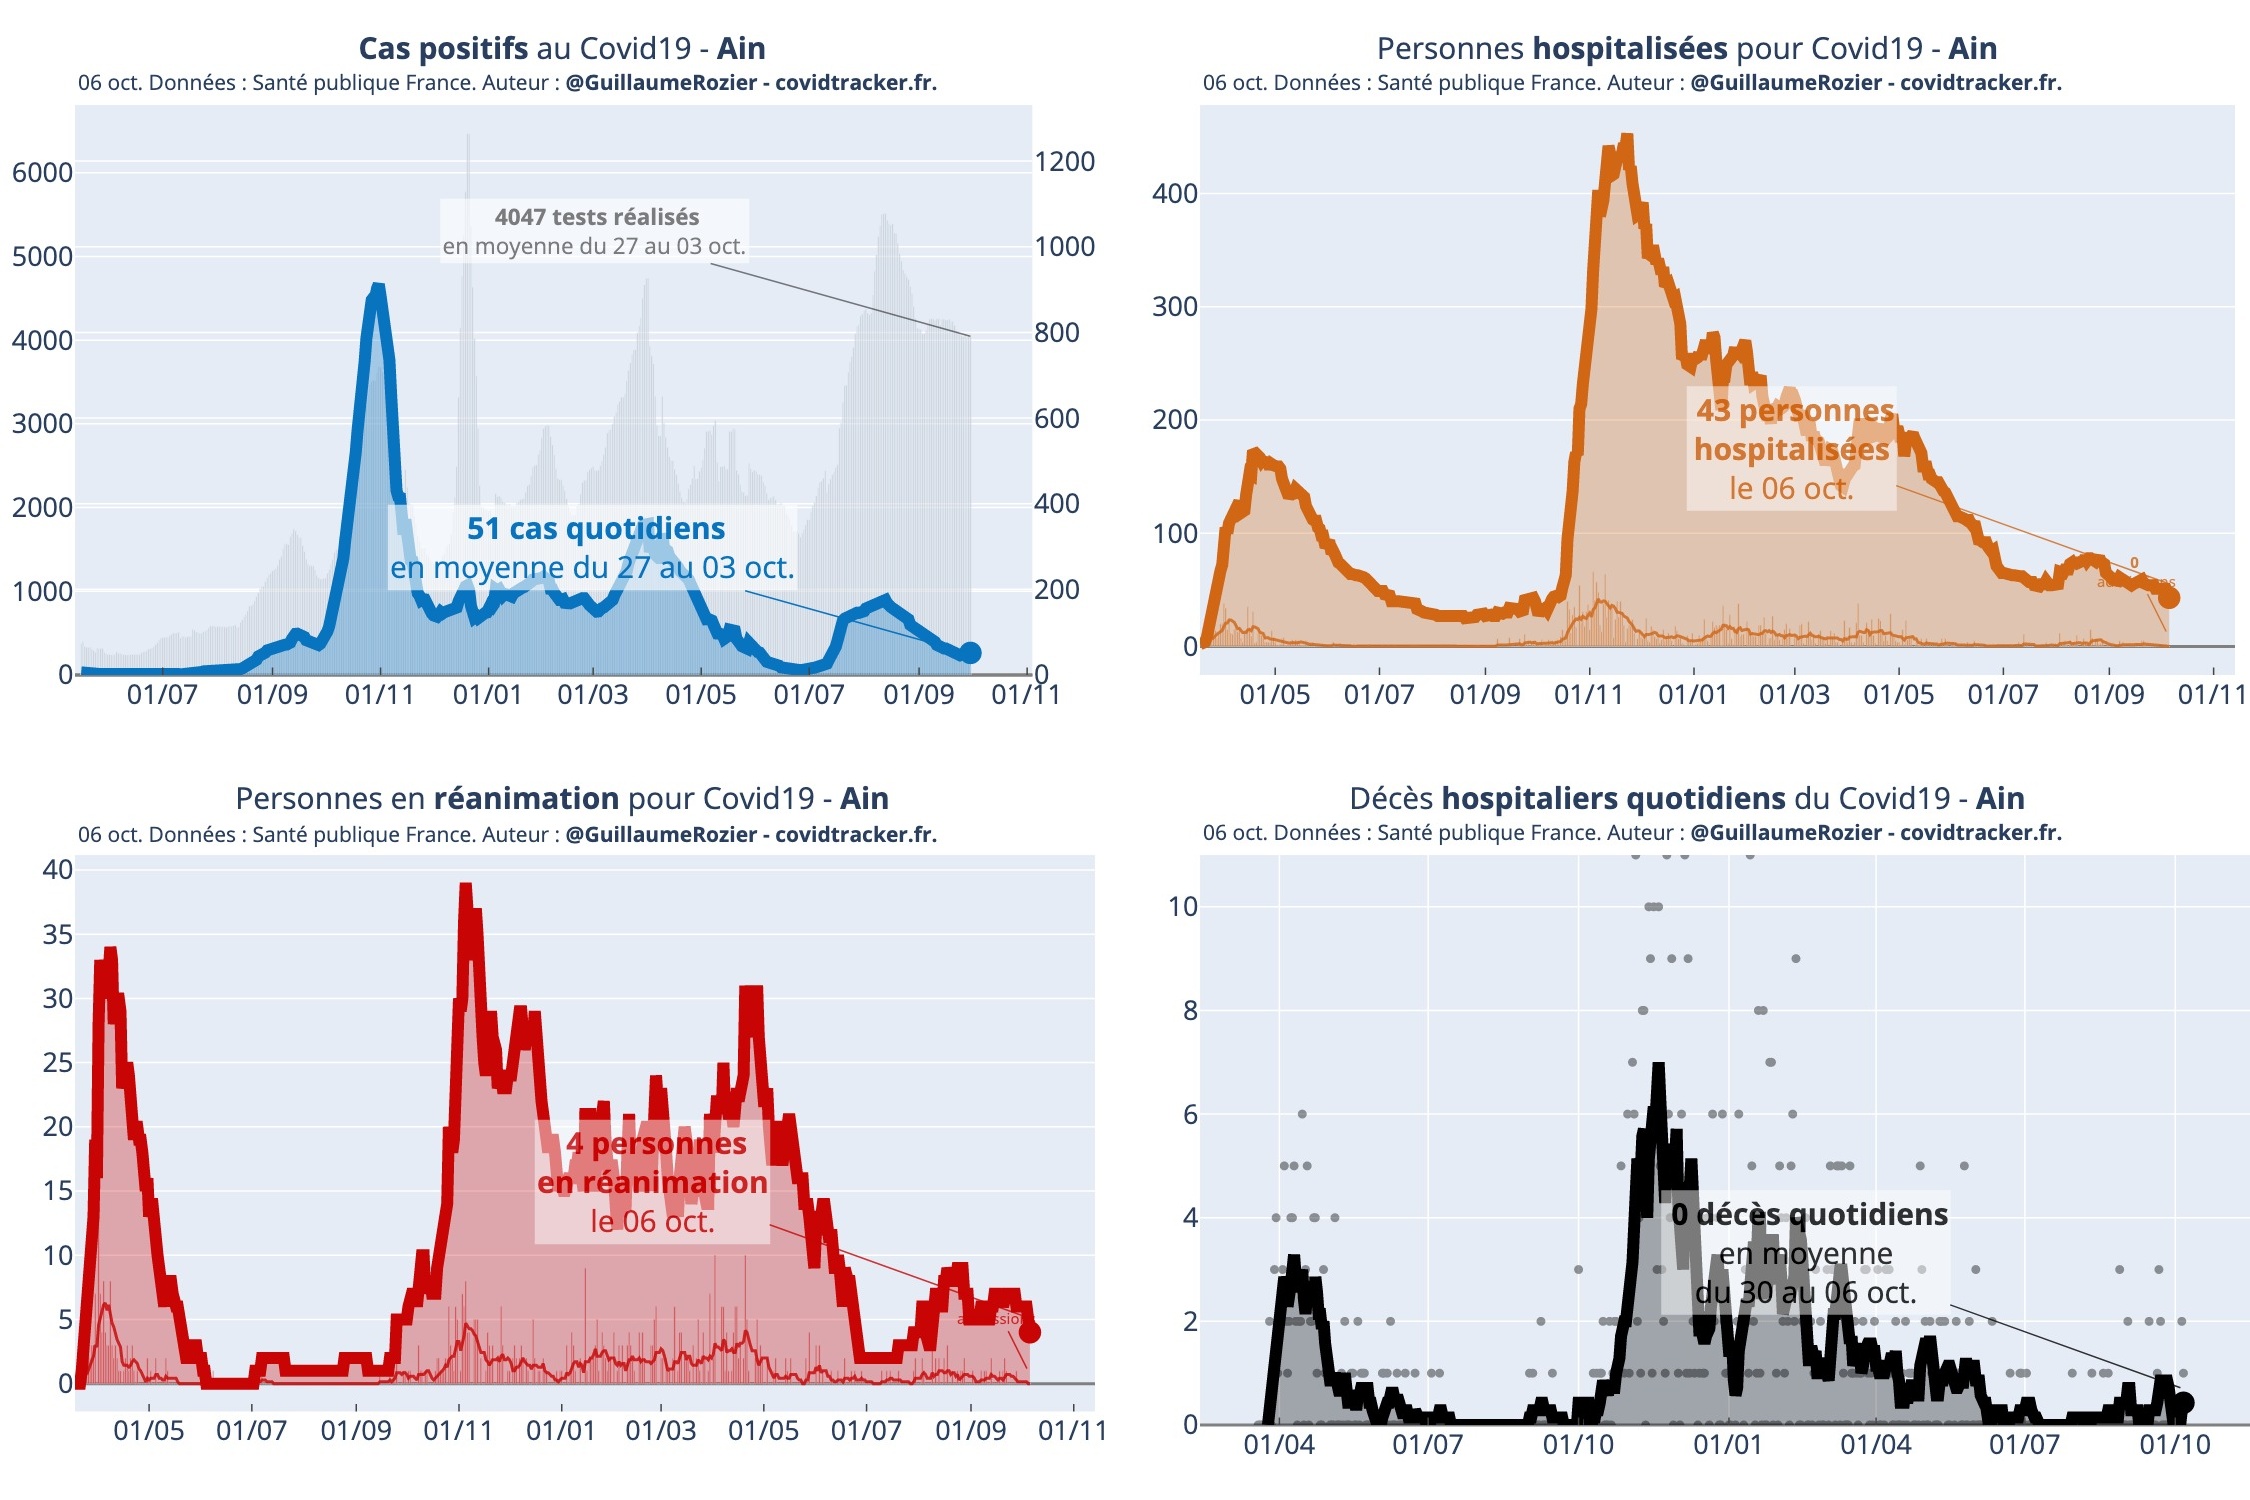 Cas positifs au Covid19 - Ain
06 oct. Données : Santé publique France. Auteur : @GuillaumeRozier - covidtracker.fr.
6000
5000
4000
3000
2000
1000
0
1200
1000
800
600
400
200
0
4047 tests réalisés
en moyenne du 27 au 03 oct.
51 cas quotidiens
en moyenne du 27 au 03 oct.
01/07 01/09 01/11 01/01 01/03 01/05 01/07 01/09 01/11
Personnes hospitalisées pour Covid19 - Ain
06 oct. Données : Santé publique France. Auteur : @GuillaumeRozier - covidtracker.fr.
400
300
200
100
0
43 personnes
hospitalisées
le 06 oct.
0
01/05 01/07 01/09 01/11 01/01 01/03 01/05 01/07 01/09 01/11
Personnes en réanimation pour Covid19 - Ain
06 oct. Données : Santé publique France. Auteur : @GuillaumeRozier - covidtracker.fr.
40
35
30
25
20
15
10
5
0
4 personnes
en réanimation
le 06 oct.
01/05 01/07 01/09 01/11 01/01 01/03 01/05 01/07 01/09 01/11
Décès hospitaliers quotidiens du Covid19 - Ain
06 oct. Données : Santé publique France. Auteur : @GuillaumeRozier - covidtracker.fr.
10
8
6
4
2
0
0 décès quotidiens
en moyenne
du 30 au 06 oct.
01/04 01/07 01/10 01/01 01/04 01/07 01/10